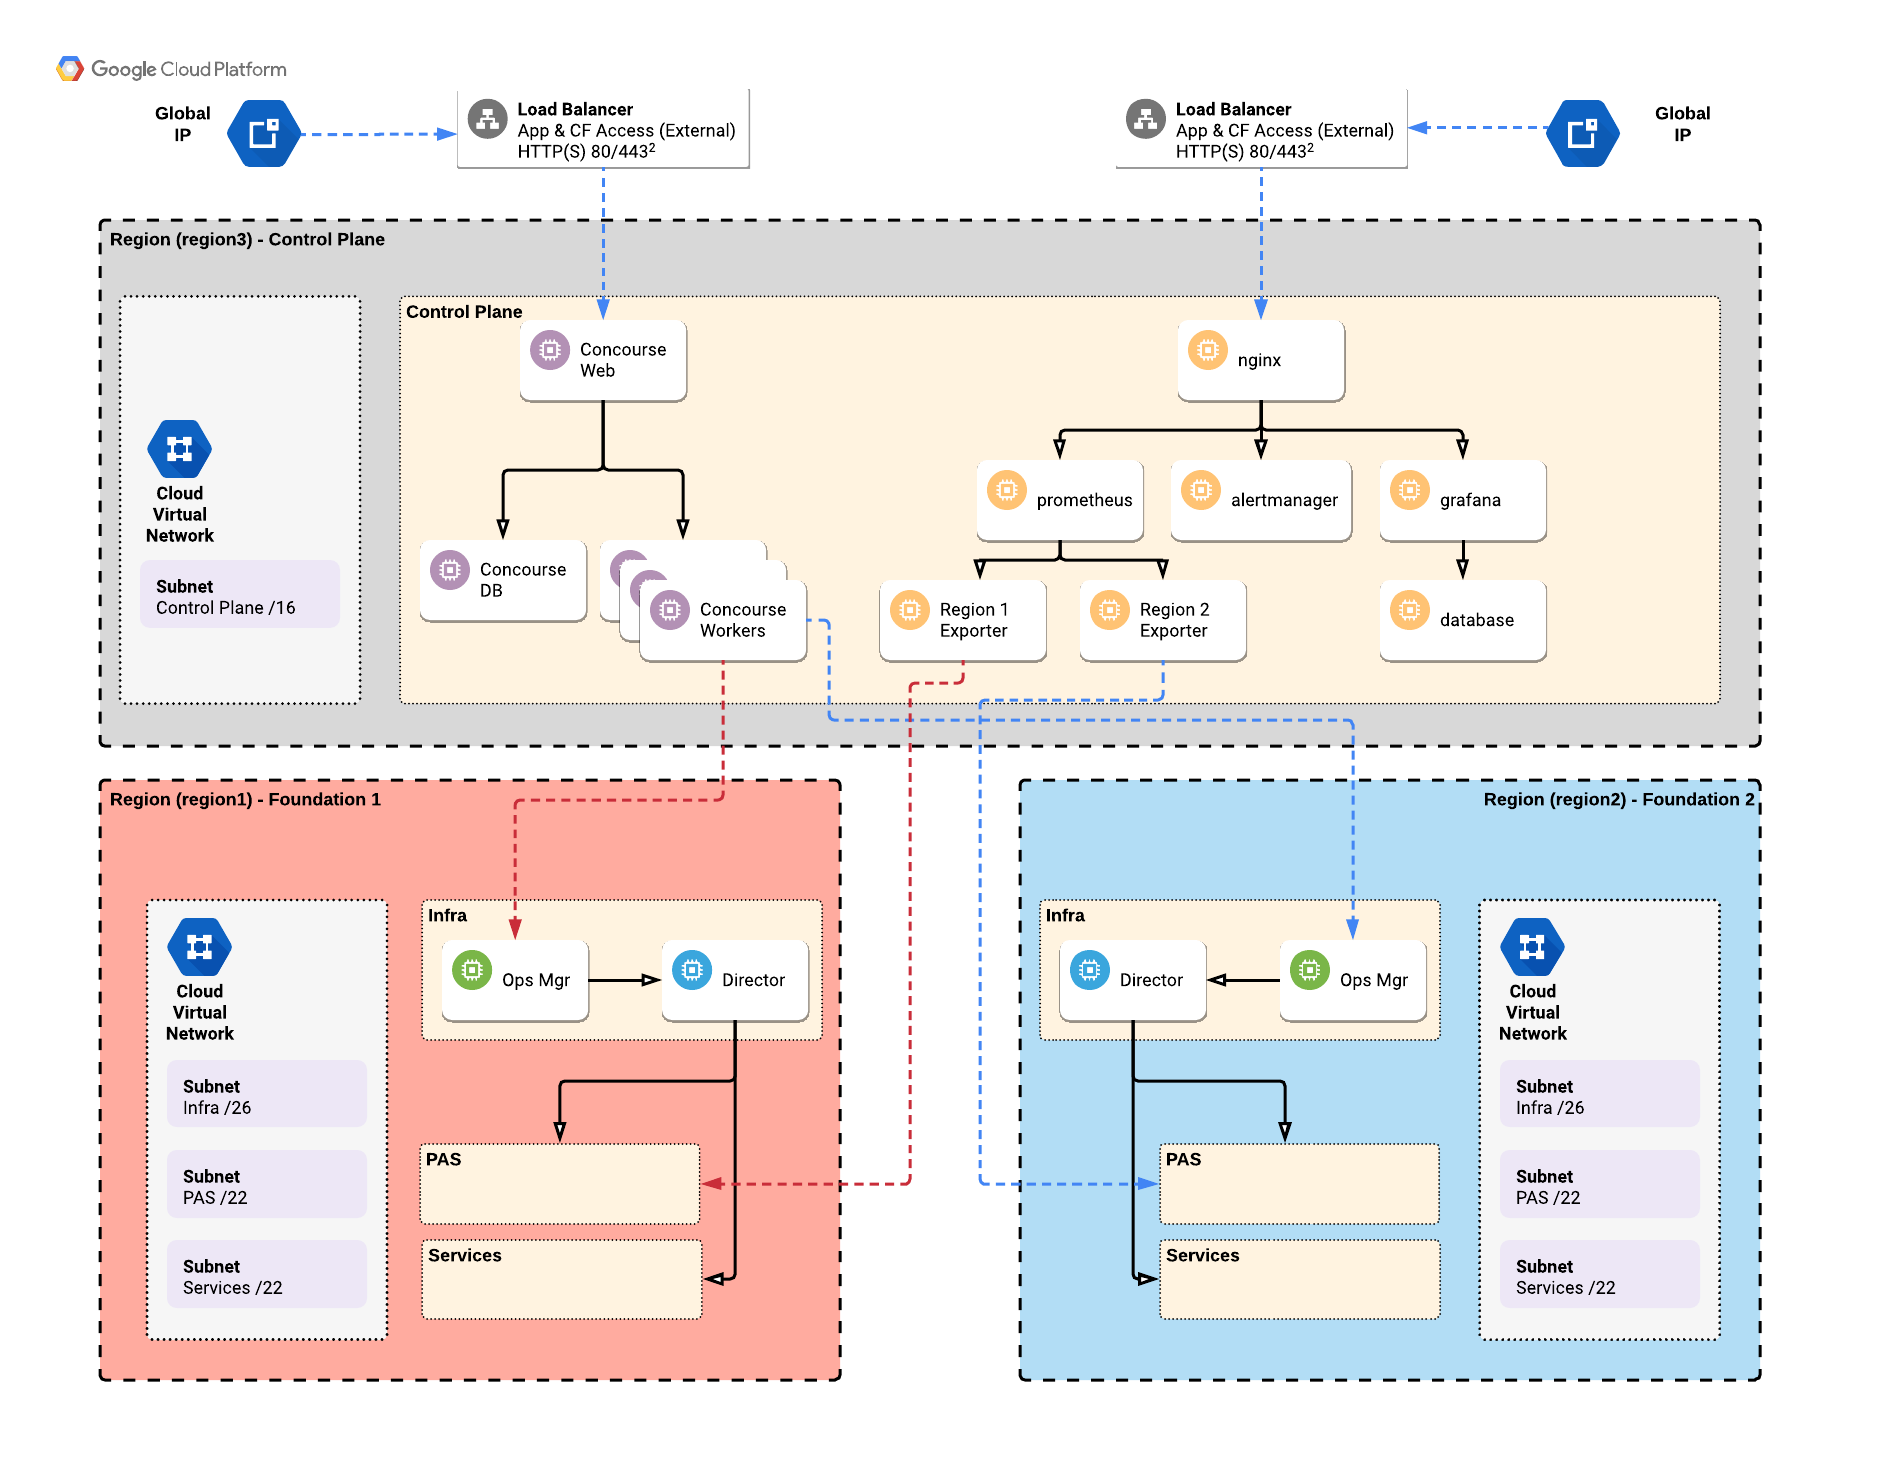 Google Cloud Platform
Global
IP
Load Balancer
App & CF Access (External)
HTTP(S) 80/443²
Load Balancer
App & CF Access (External)
HTTP(S) 80/443²
Global
IP
Region (region3) - Control Plane
Cloud
Virtual
Network
Subnet
Control Plane /16
Control Plane
Concourse
Web
Concourse
DB
Concourse
Workers
nginx
prometheus
alertmanager
grafana
Region 1
Exporter
Region 2
Exporter
database
Region (region1) - Foundation 1
Cloud
Virtual
Network
Subnet
Infra /26
Subnet
PAS /22
Subnet
Services /22
Infra
Ops Mgr
Director
PAS
Services
Region (region2) - Foundation 2
Infra
Director
Ops Mgr
PAS
Services
Cloud
Virtual
Network
Subnet
Infra /26
Subnet
PAS /22
Subnet
Services /22